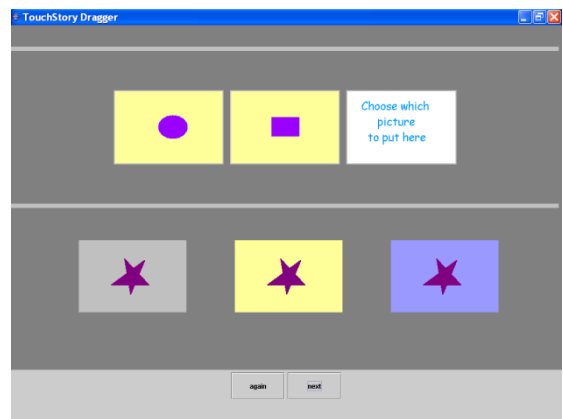 TouchStory Dragger
Choose which
picture
to put here
again
next